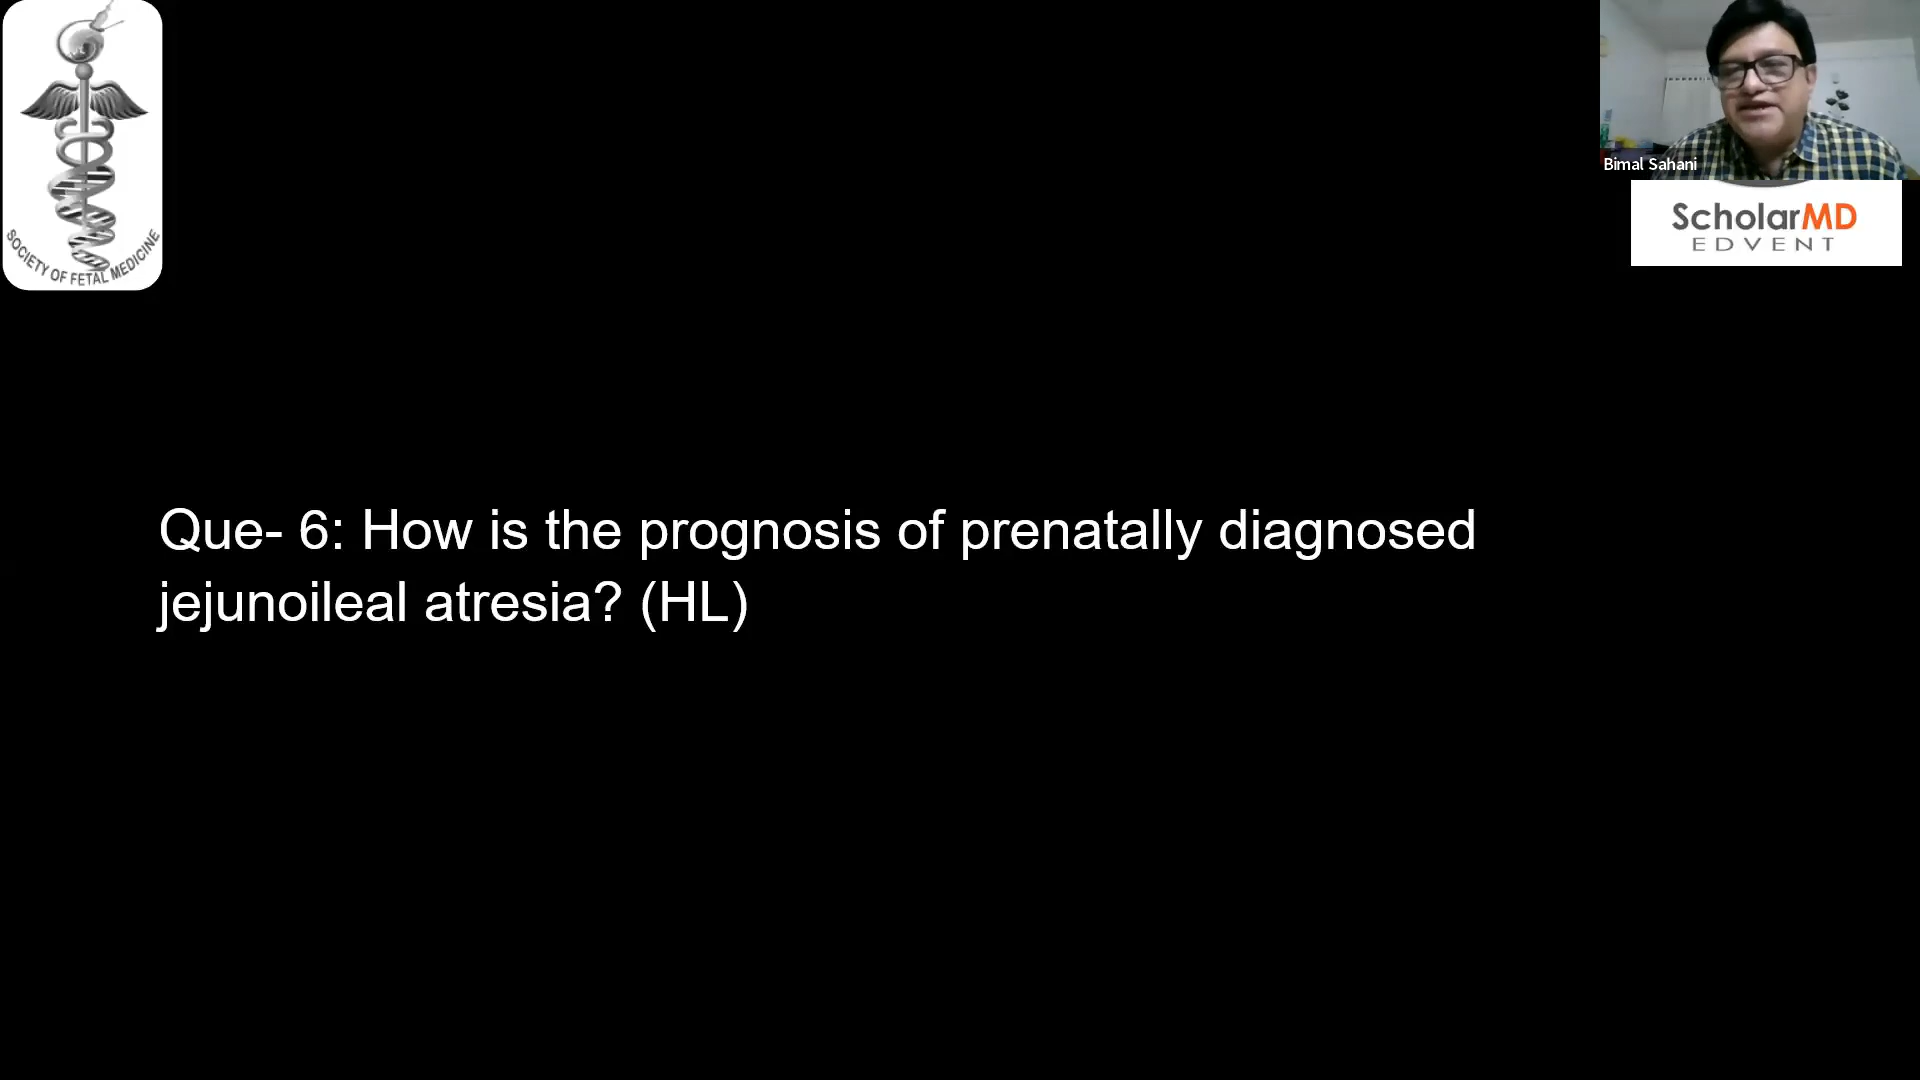 SOCIETY OF FETAL MEDICINE
Bimal Sahani
ScholarMD
EDVENT
Que- 6: How is the prognosis of prenatally diagnosed
jejunoileal atresia? (HL)